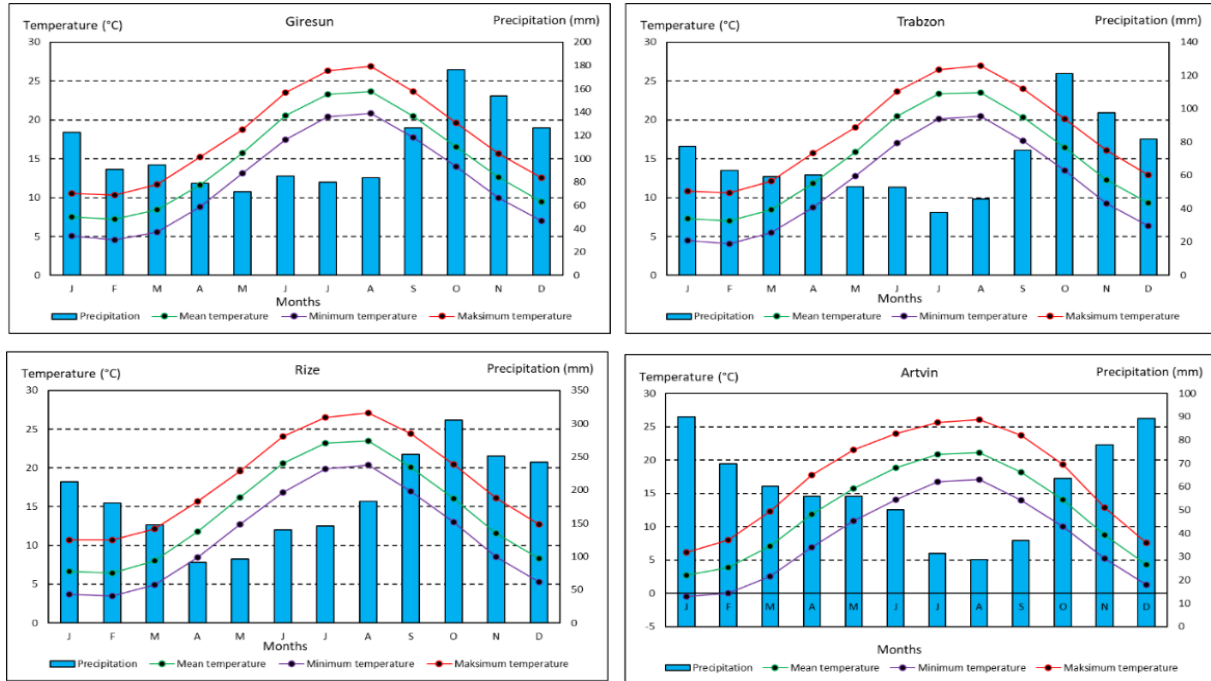 Temperature (°C) Giresun Precipitation (mm)
30 200
25 180
20 160
15 140
10 120
5 100
0 80
60
40
20
0
J F M A M J J A S O N D
Months
Precipitation Mean temperature Minimum temperature Maksimum temperature
Temperature (°C) Trabzon Precipitation (mm)
30 140
25 120
20 100
15 80
10 60
5 40
0 20
0
J F M A M J J A S O N D
Months
Precipitation Mean temperature Minimum temperature Maksimum temperature
Temperature (°C) Rize Precipitation (mm)
30 350
25 300
20 250
15 200
10 150
5 100
0 50
0
J F M A M J J A S O N D
Months
Precipitation Mean temperature Minimum temperature Maksimum temperature
Temperature (°C) Artvin Precipitation (mm)
30 100
25 90
20 80
15 70
10 60
5 50
0 40
-5 30
20
10
0
J F M A M J J A S O N D
Months
Precipitation Mean temperature Minimum temperature Maksimum temperature